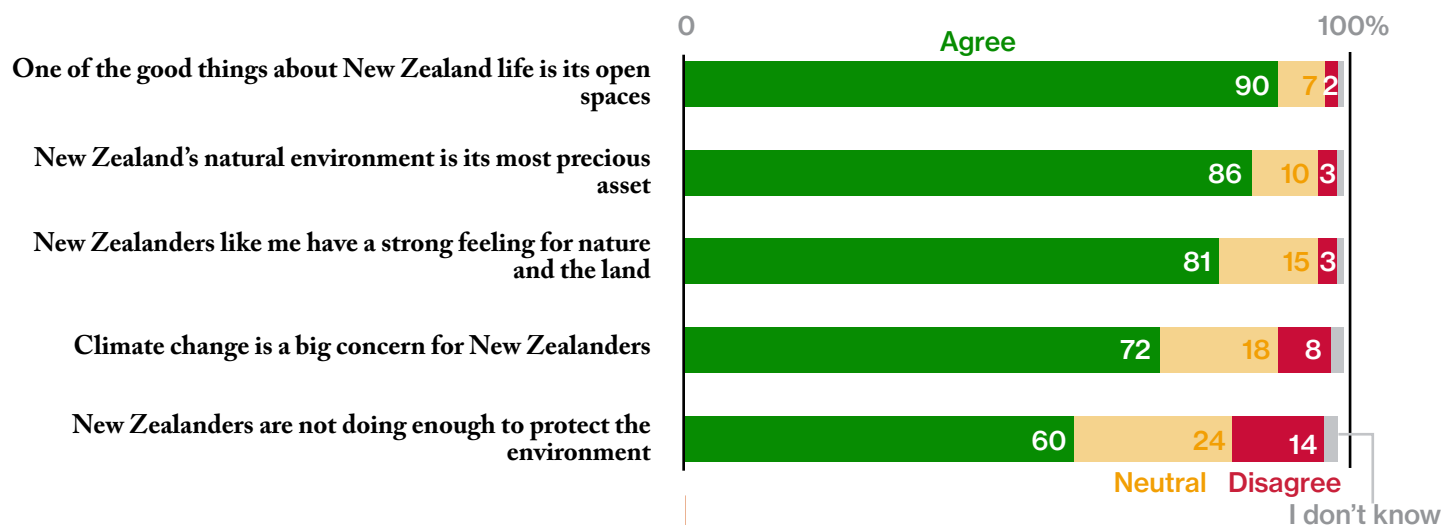 0
100%
Agree
One of the good things about New Zealand life is its open
spaces
90 7 2
New Zealand’s natural environment is its most precious
asset
86 10 3
New Zealanders like me have a strong feeling for nature
and the land
81 15 3
Climate change is a big concern for New Zealanders
72 18 8
New Zealanders are not doing enough to protect the
environment
60 24 14
Neutral Disagree
I don’t know